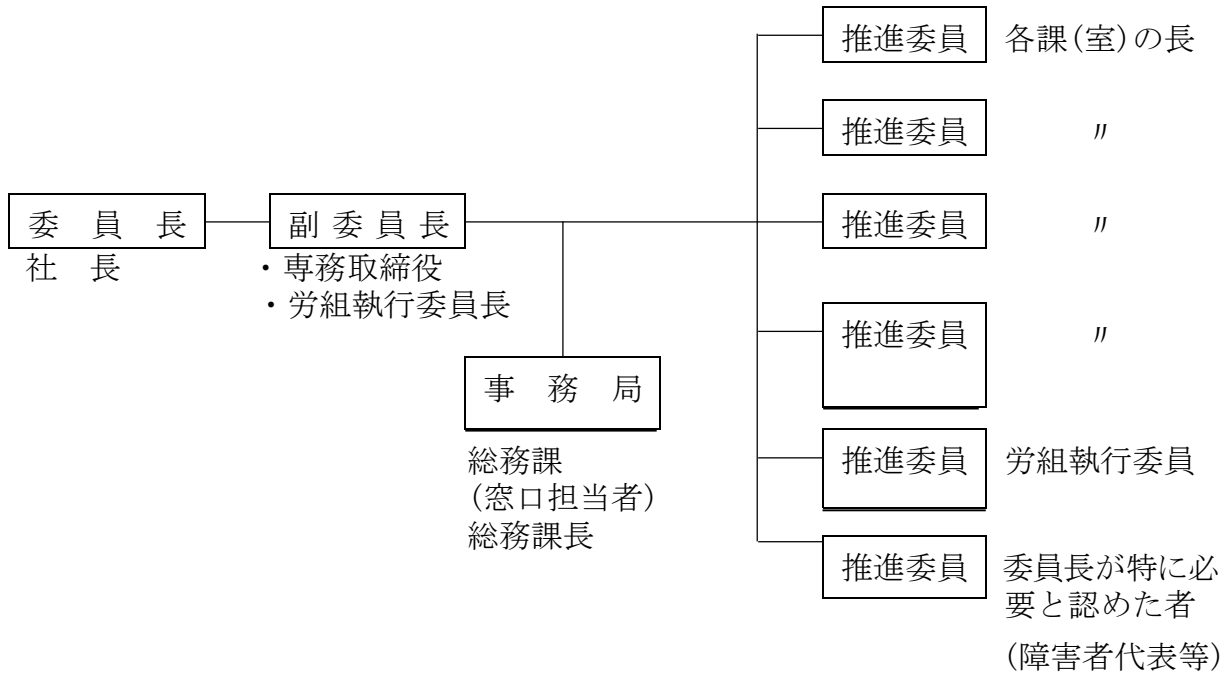 委員長
社長
副委員長
・専務取締役
・労組執行委員長
事務局
総務課
(窓口担当者)
総務課長
推進委員 各課(室)の長
推進委員 〃
推進委員 〃
推進委員 〃
推進委員 労組執行委員
推進委員 委員長が特に必
要と認めた者
(障害者代表等)